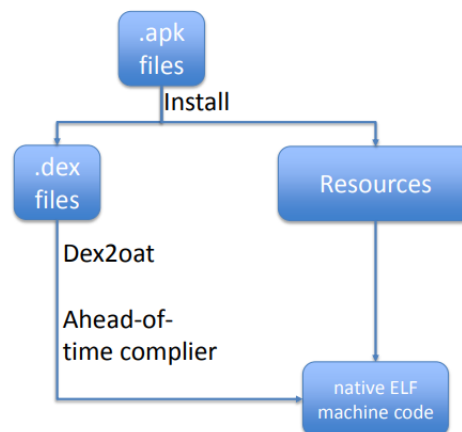 .apk
files
Install
.dex
files
Resources
Dex2oat
Ahead-of-
time complier
native ELF
machine code